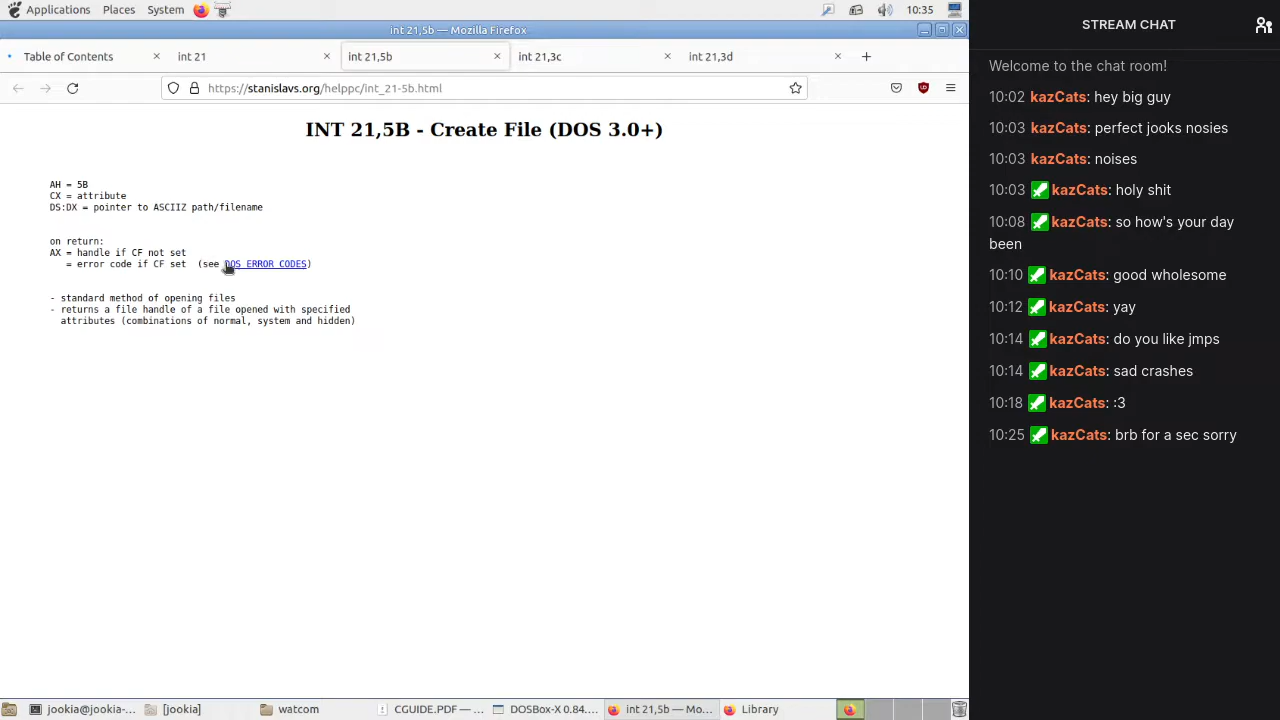 Applications Places System 10:35
int 21,5b — Mozilla Firefox
Table of Contents × int 21 × int 21,5b × int 21,3c × int 21,3d × +
https://stanislavs.org/helppc/int_21-5b.html
INT 21,5B - Create File (DOS 3.0+)
AH = 5B
CX = attribute
DS:DX = pointer to ASCIIZ path/filename
on return:
AX = handle if CF not set
= error code if CF set (see DOS ERROR CODES)
- standard method of opening files
- returns a file handle of a file opened with specified
attributes (combinations of normal, system and hidden)
jookia@jookia-... [jookia] watcom CGUIDE.PDF —... DOSBox-X 0.84.... int 21,5b — Mo... Library
STREAM CHAT
Welcome to the chat room!
10:02 kazCats: hey big guy
10:03 kazCats: perfect jooks nosies
10:03 kazCats: noises
10:03 kazCats: holy shit
10:08 kazCats: so how's your day
been
10:10 kazCats: good wholesome
10:12 kazCats: yay
10:14 kazCats: do you like jmps
10:14 kazCats: sad crashes
10:18 kazCats: :3
10:25 kazCats: brb for a sec sorry